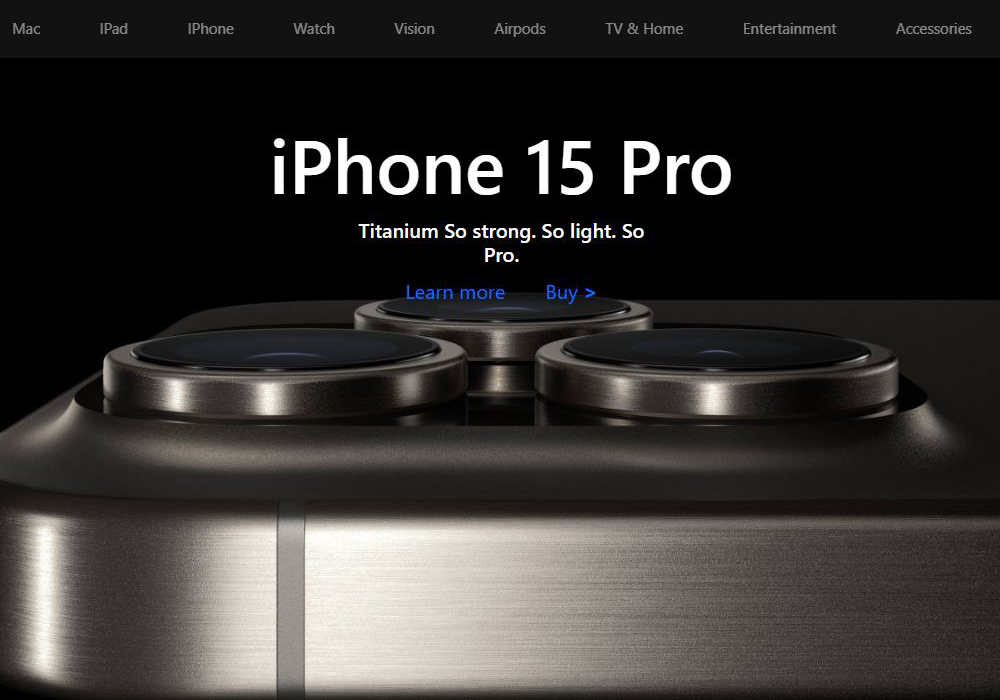 Mac IPad IPhone Watch Vision Airpods TV & Home Entertainment Accessories
iPhone 15 Pro
Titanium So strong. So light. So
Pro.
Learn more Buy >